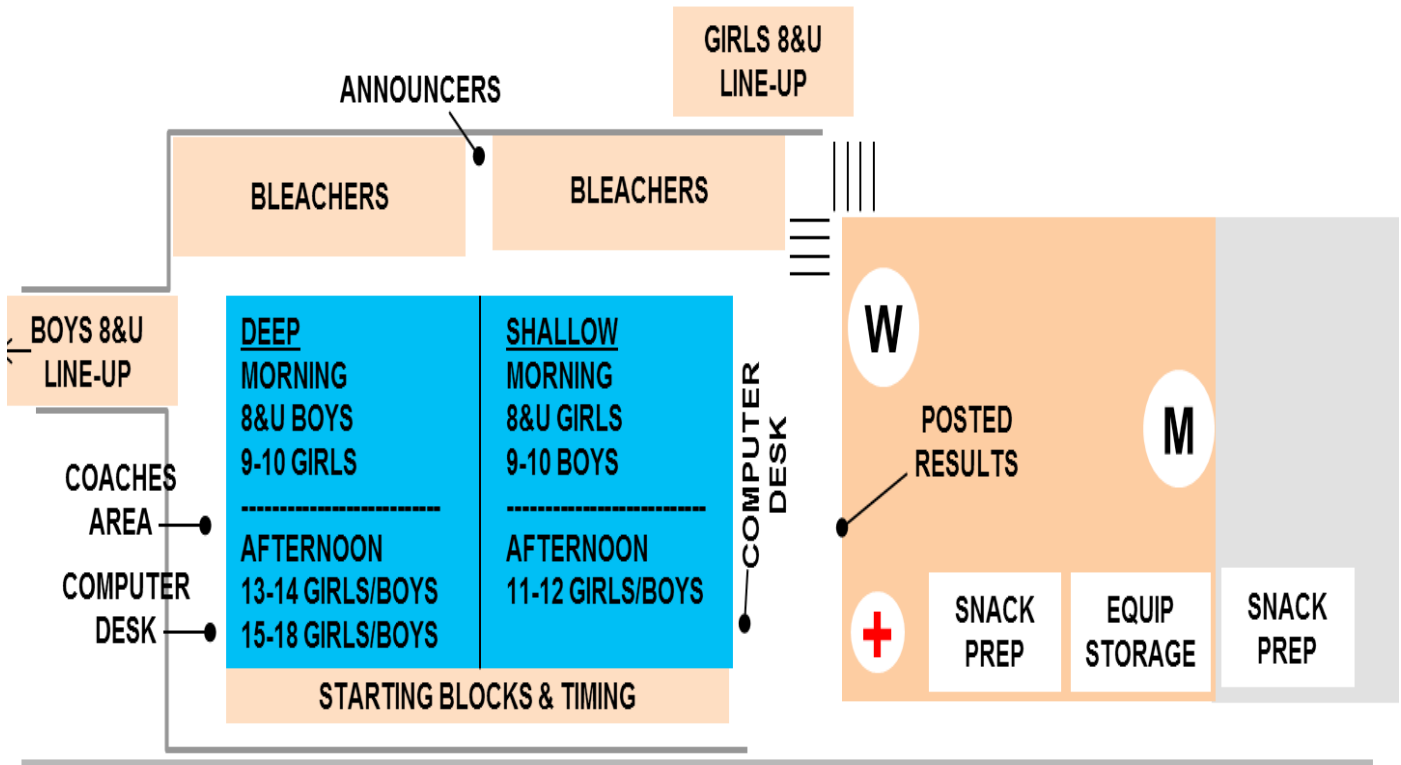 GIRLS 8&U
LINE-UP
ANNOUNCERS
BLEACHERS
BLEACHERS
BOYS 8&U
LINE-UP
DEEP
MORNING
8&U BOYS
9-10 GIRLS
---------------------------
AFTERNOON
13-14 GIRLS/BOYS
15-18 GIRLS/BOYS
SHALLOW
MORNING
8&U GIRLS
9-10 BOYS
---------------------------
AFTERNOON
11-12 GIRLS/BOYS
COACHES
AREA
COMPUTER
DESK
COMPUTER
DESK
STARTING BLOCKS & TIMING
W
M
POSTED
RESULTS
SNACK
PREP
EQUIP
STORAGE
SNACK
PREP